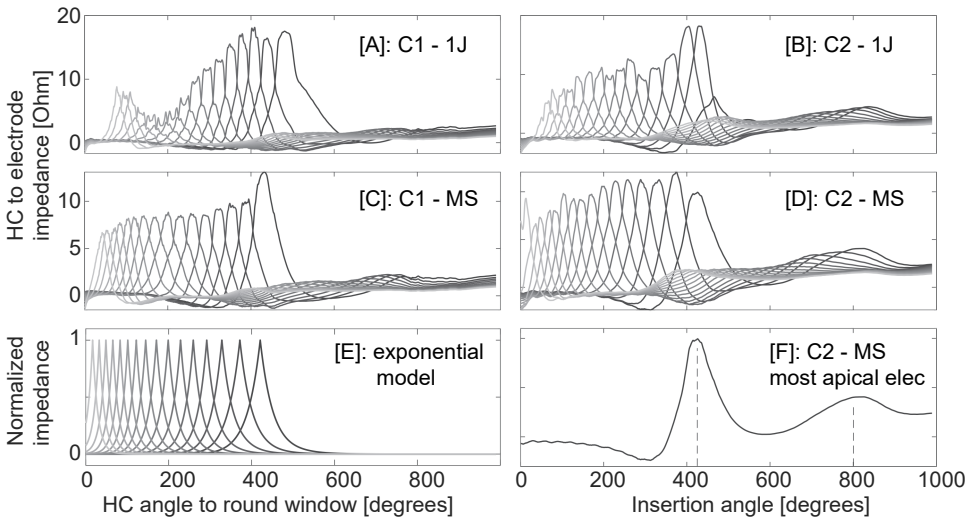 20
10
0
HC to electrode
impedance [Ohm]
[A]: C1 - 1J
[B]: C2 - 1J
10
5
0
[C]: C1 - MS
[D]: C2 - MS
1
0
Normalized
impedance
[E]: exponential
model
[F]: C2 - MS
most apical elec
0 200 400 600 800
0 200 400 600 800 1000
HC angle to round window [degrees]
Insertion angle [degrees]